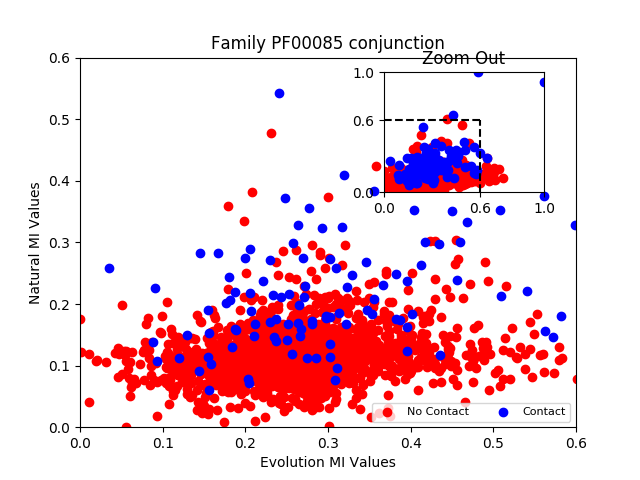 Family PF00085 conjunction
Zoom Out
1.0
0.6
0.0
0.0 0.6 1.0
0.6
0.5
0.4
0.3
0.2
0.1
0.0
Natural MI Values
No Contact Contact
0.0 0.1 0.2 0.3 0.4 0.5 0.6
Evolution MI Values